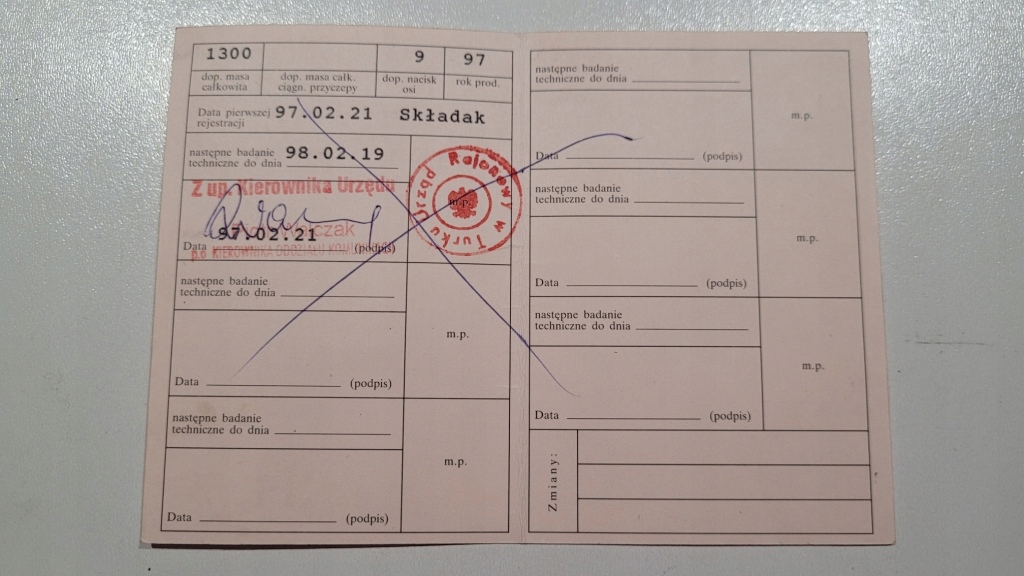 1300 9 97
dop. masa całkowita dop. masa całk. ciągn. przyczepy dop. nacisk osi rok prod.
Data pierwszej rejestracji 97.02.21 Składak
następne badanie
techniczne do dnia 98.02.19
Z up. Kierownika Urzędu
Urząd Rejonowy w Turku
m.p.
Data 97.02.21 (podpis)
p.o. KIEROWNIKA ODDZIAŁU
następne badanie
techniczne do dnia
m.p.
Data (podpis)
następne badanie
techniczne do dnia
m.p.
Data (podpis)
następne badanie
techniczne do dnia
m.p.
Data (podpis)
następne badanie
techniczne do dnia
m.p.
Data (podpis)
następne badanie
techniczne do dnia
m.p.
Data (podpis)
Zmiany: